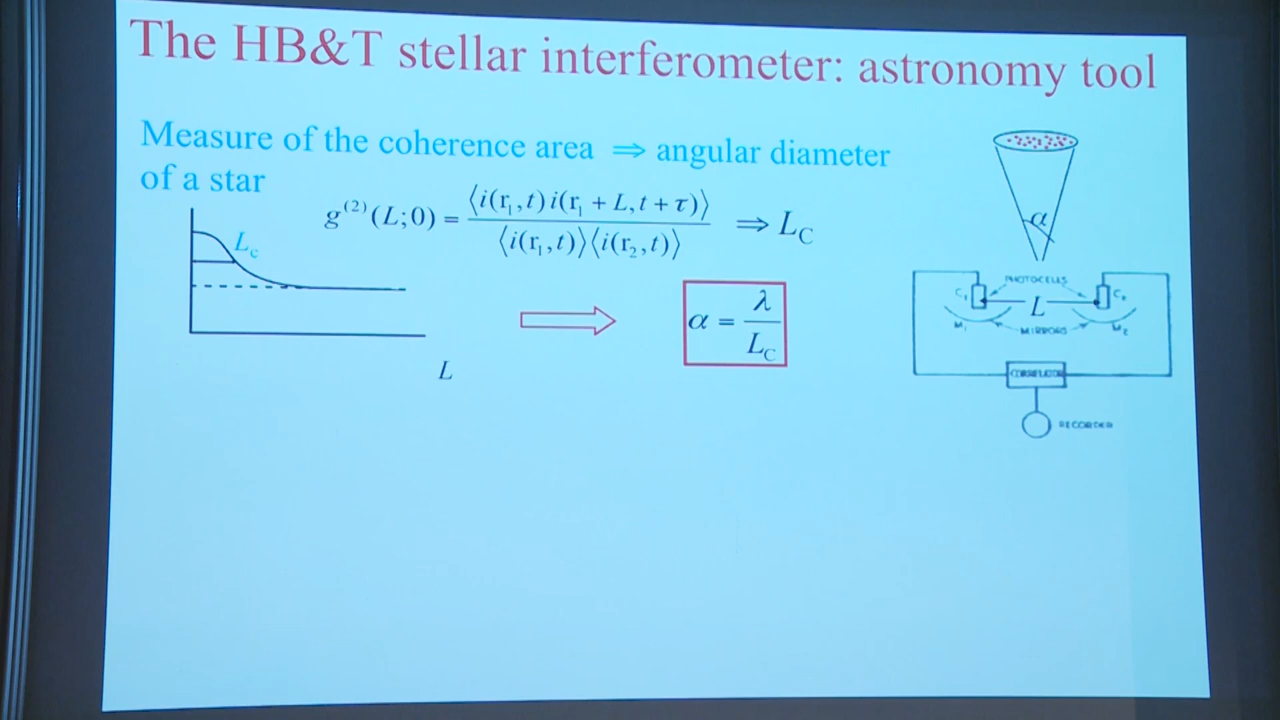 The HB&T stellar interferometer: astronomy tool
Measure of the coherence area ⇒ angular diameter
of a star
g⁽²⁾(L;0) = ⟨i(r₁,t) i(r₁ + L, t + τ)⟩ / ⟨i(r₁,t)⟩⟨i(r₂,t)⟩ ⇒ L_C
L_c
L
α = λ / L_C
α
PHOTOCELLS
C₁ L C₂
M₁ MIRRORS M₂
CORRELATOR
RECORDER